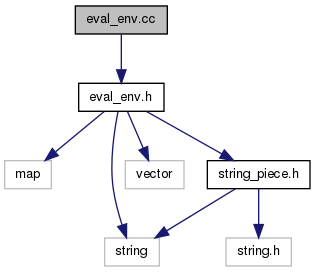 eval_env.cc
eval_env.h
map
vector
string_piece.h
string
string.h